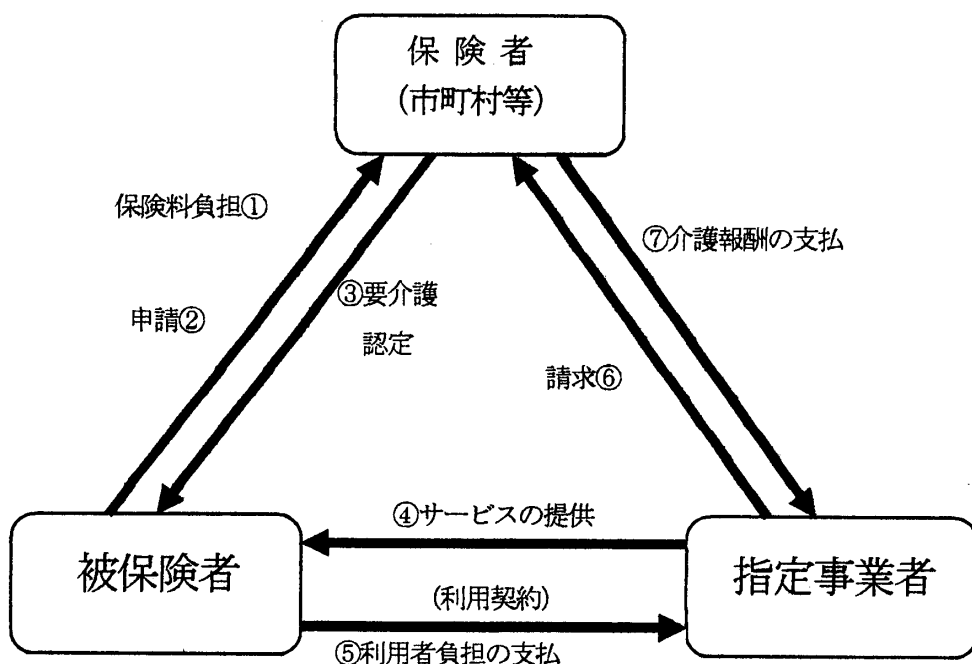 保険者
(市町村等)
保険料負担①
⑦介護報酬の支払
③要介護
認定
申請②
請求⑥
④サービスの提供
被保険者
指定事業者
(利用契約)
⑤利用者負担の支払